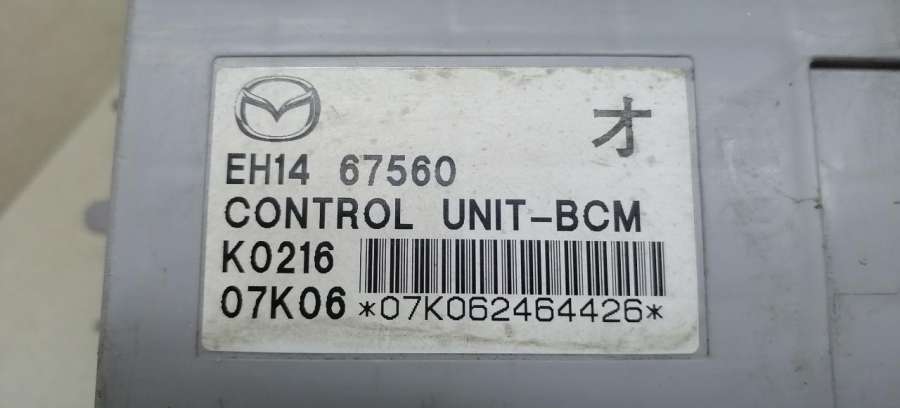 オ
EH14 67560
CONTROL UNIT-BCM
K0216
07K06 *07K062464426*